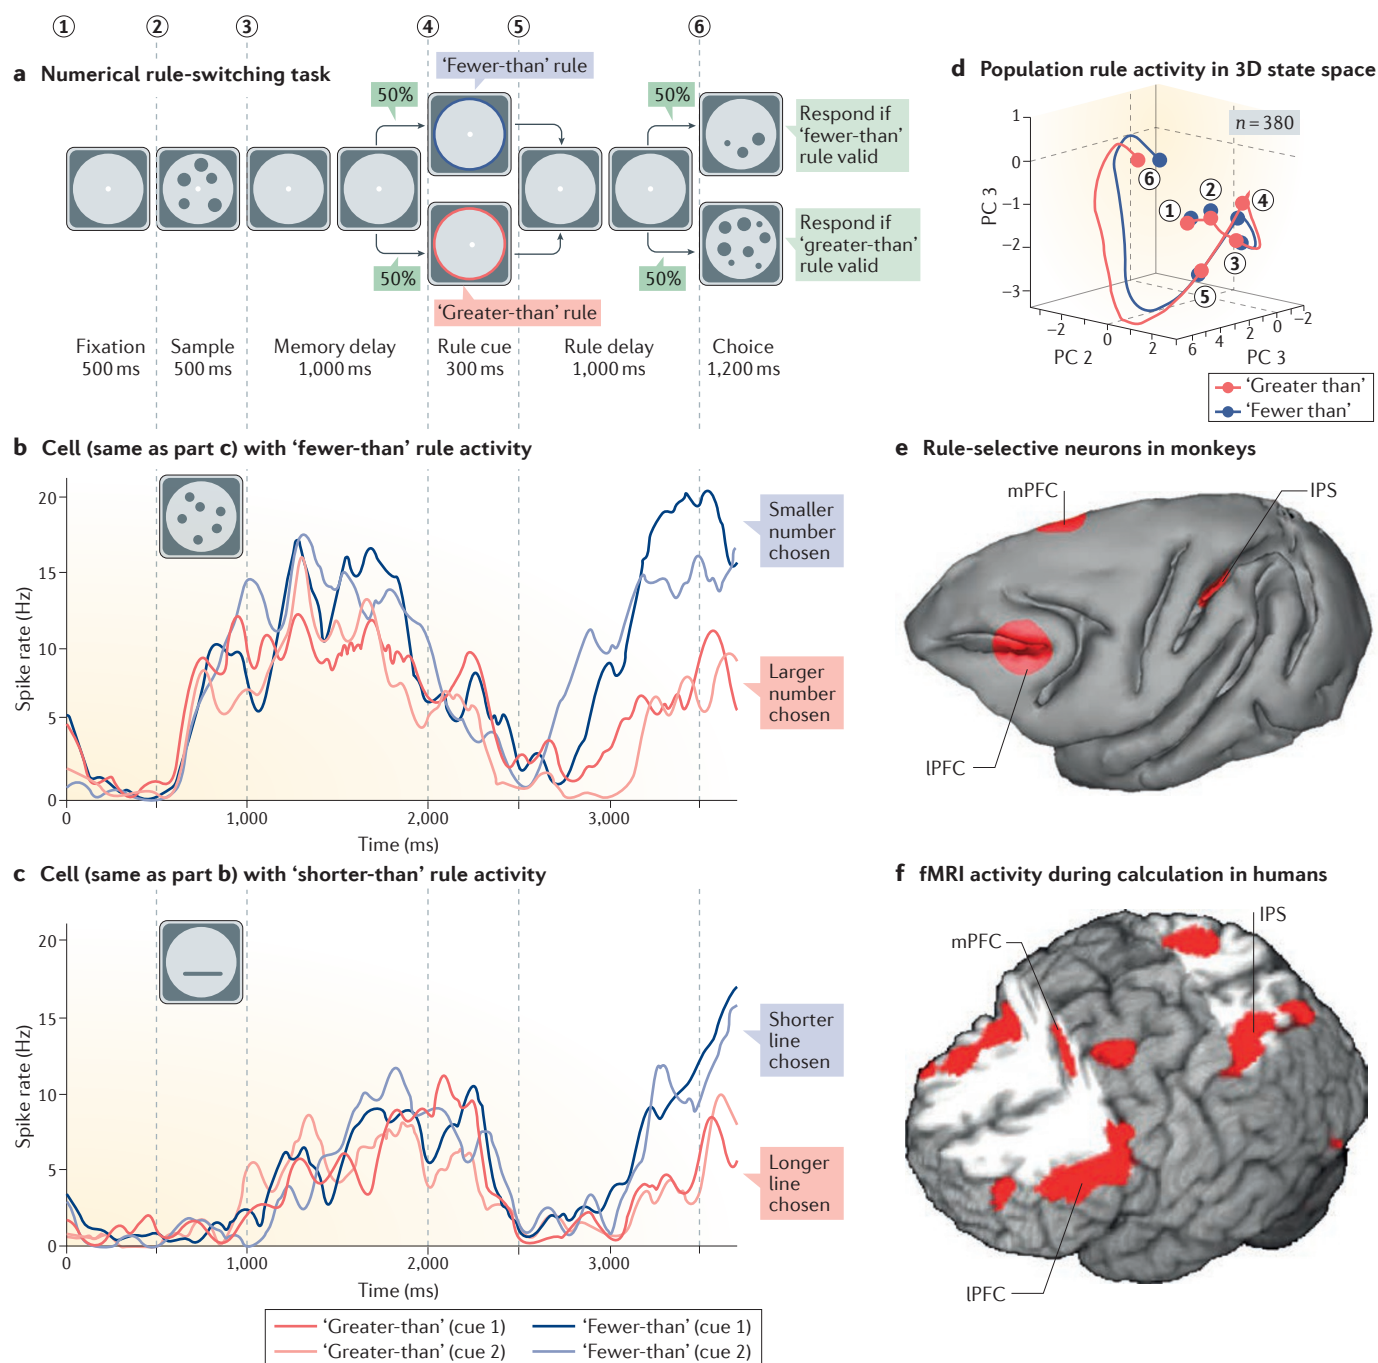 1 2 3 4 5 6
a Numerical rule-switching task
‘Fewer-than’ rule
50%
50%
Respond if
‘fewer-than’
rule valid
Respond if
‘greater-than’
rule valid
50%
50%
‘Greater-than’ rule
Fixation
500 ms
Sample
500 ms
Memory delay
1,000 ms
Rule cue
300 ms
Rule delay
1,000 ms
Choice
1,200 ms
d Population rule activity in 3D state space
n = 380
1
0
−1
−2
−3
PC 3
1 2 3 4 5 6
−2 0 2
PC 2
6 4 2 0 −2
PC 3
‘Greater than’
‘Fewer than’
b Cell (same as part c) with ‘fewer-than’ rule activity
Spike rate (Hz)
20
15
10
5
0
0 1,000 2,000 3,000
Time (ms)
Smaller
number
chosen
Larger
number
chosen
e Rule-selective neurons in monkeys
mPFC
IPS
lPFC
c Cell (same as part b) with ‘shorter-than’ rule activity
Spike rate (Hz)
20
15
10
5
0
0 1,000 2,000 3,000
Time (ms)
Shorter
line
chosen
Longer
line
chosen
‘Greater-than’ (cue 1)
‘Fewer-than’ (cue 1)
‘Greater-than’ (cue 2)
‘Fewer-than’ (cue 2)
f fMRI activity during calculation in humans
IPS
mPFC
lPFC